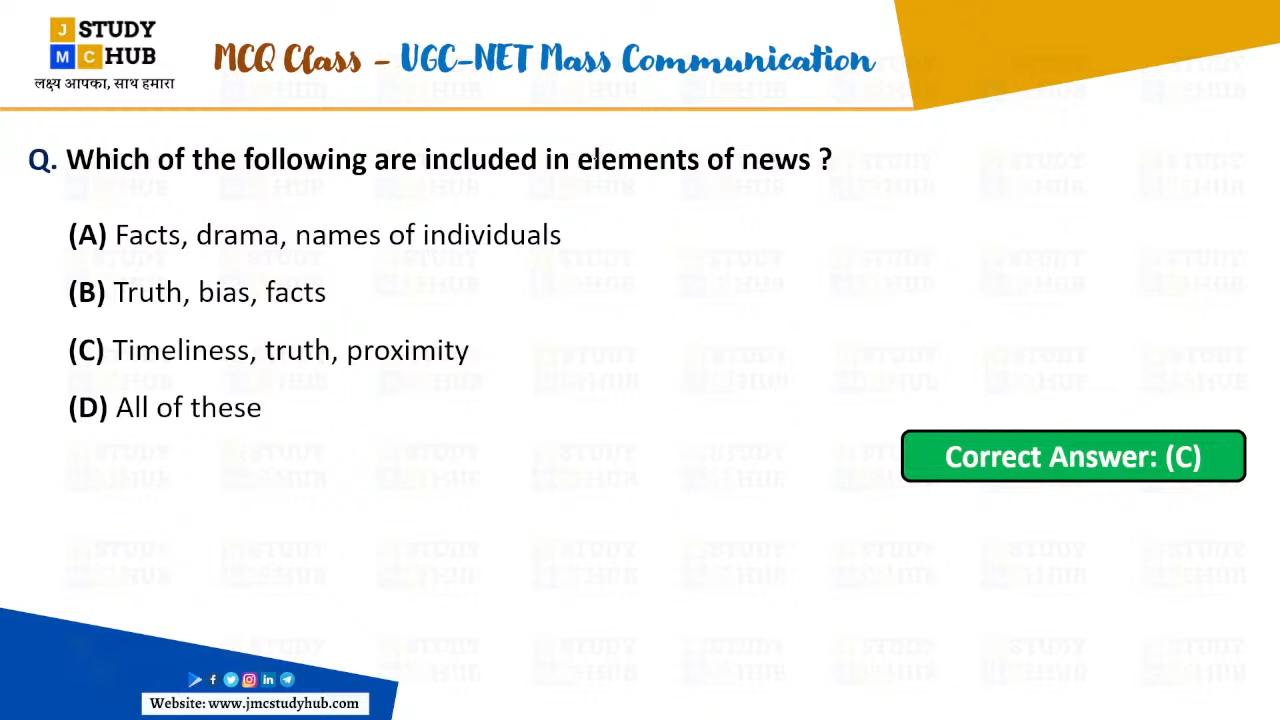 J STUDY
M C HUB
लक्ष्य आपका, साथ हमारा
MCQ Class - UGC-NET Mass Communication
Q. Which of the following are included in elements of news ?
(A) Facts, drama, names of individuals
(B) Truth, bias, facts
(C) Timeliness, truth, proximity
(D) All of these
Correct Answer: (C)
Website: www.jmcstudyhub.com